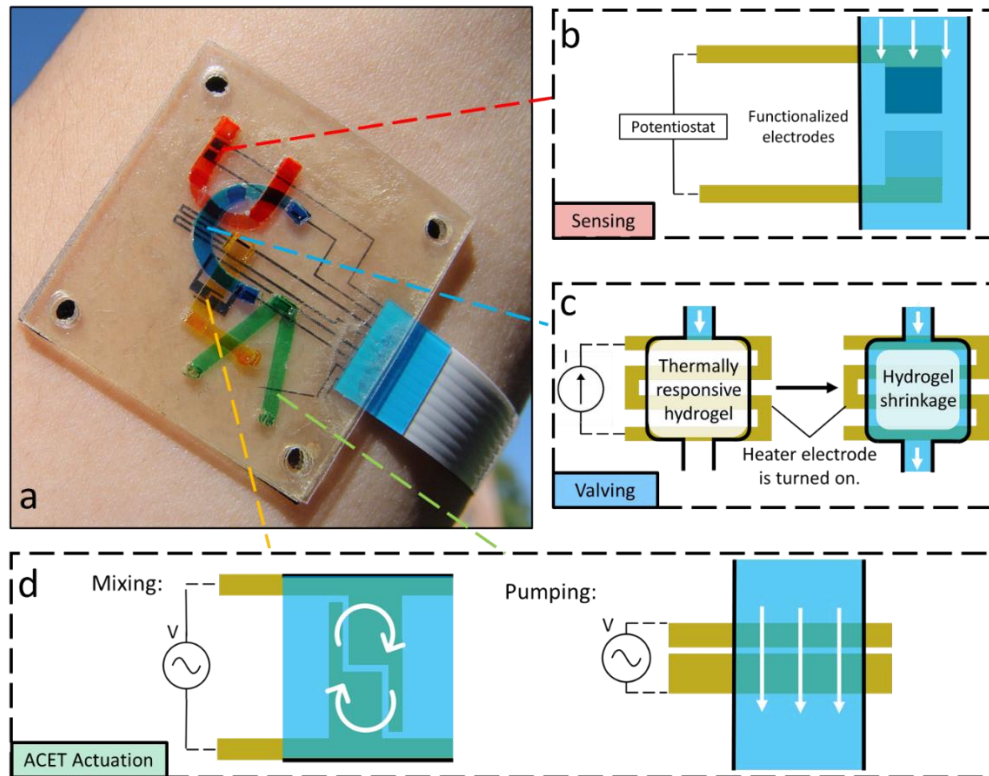 a
b
Potentiostat
Functionalized
electrodes
Sensing
c
I
Thermally
responsive
hydrogel
Hydrogel
shrinkage
Heater electrode
is turned on.
Valving
d
Mixing:
V
Pumping:
V
ACET Actuation